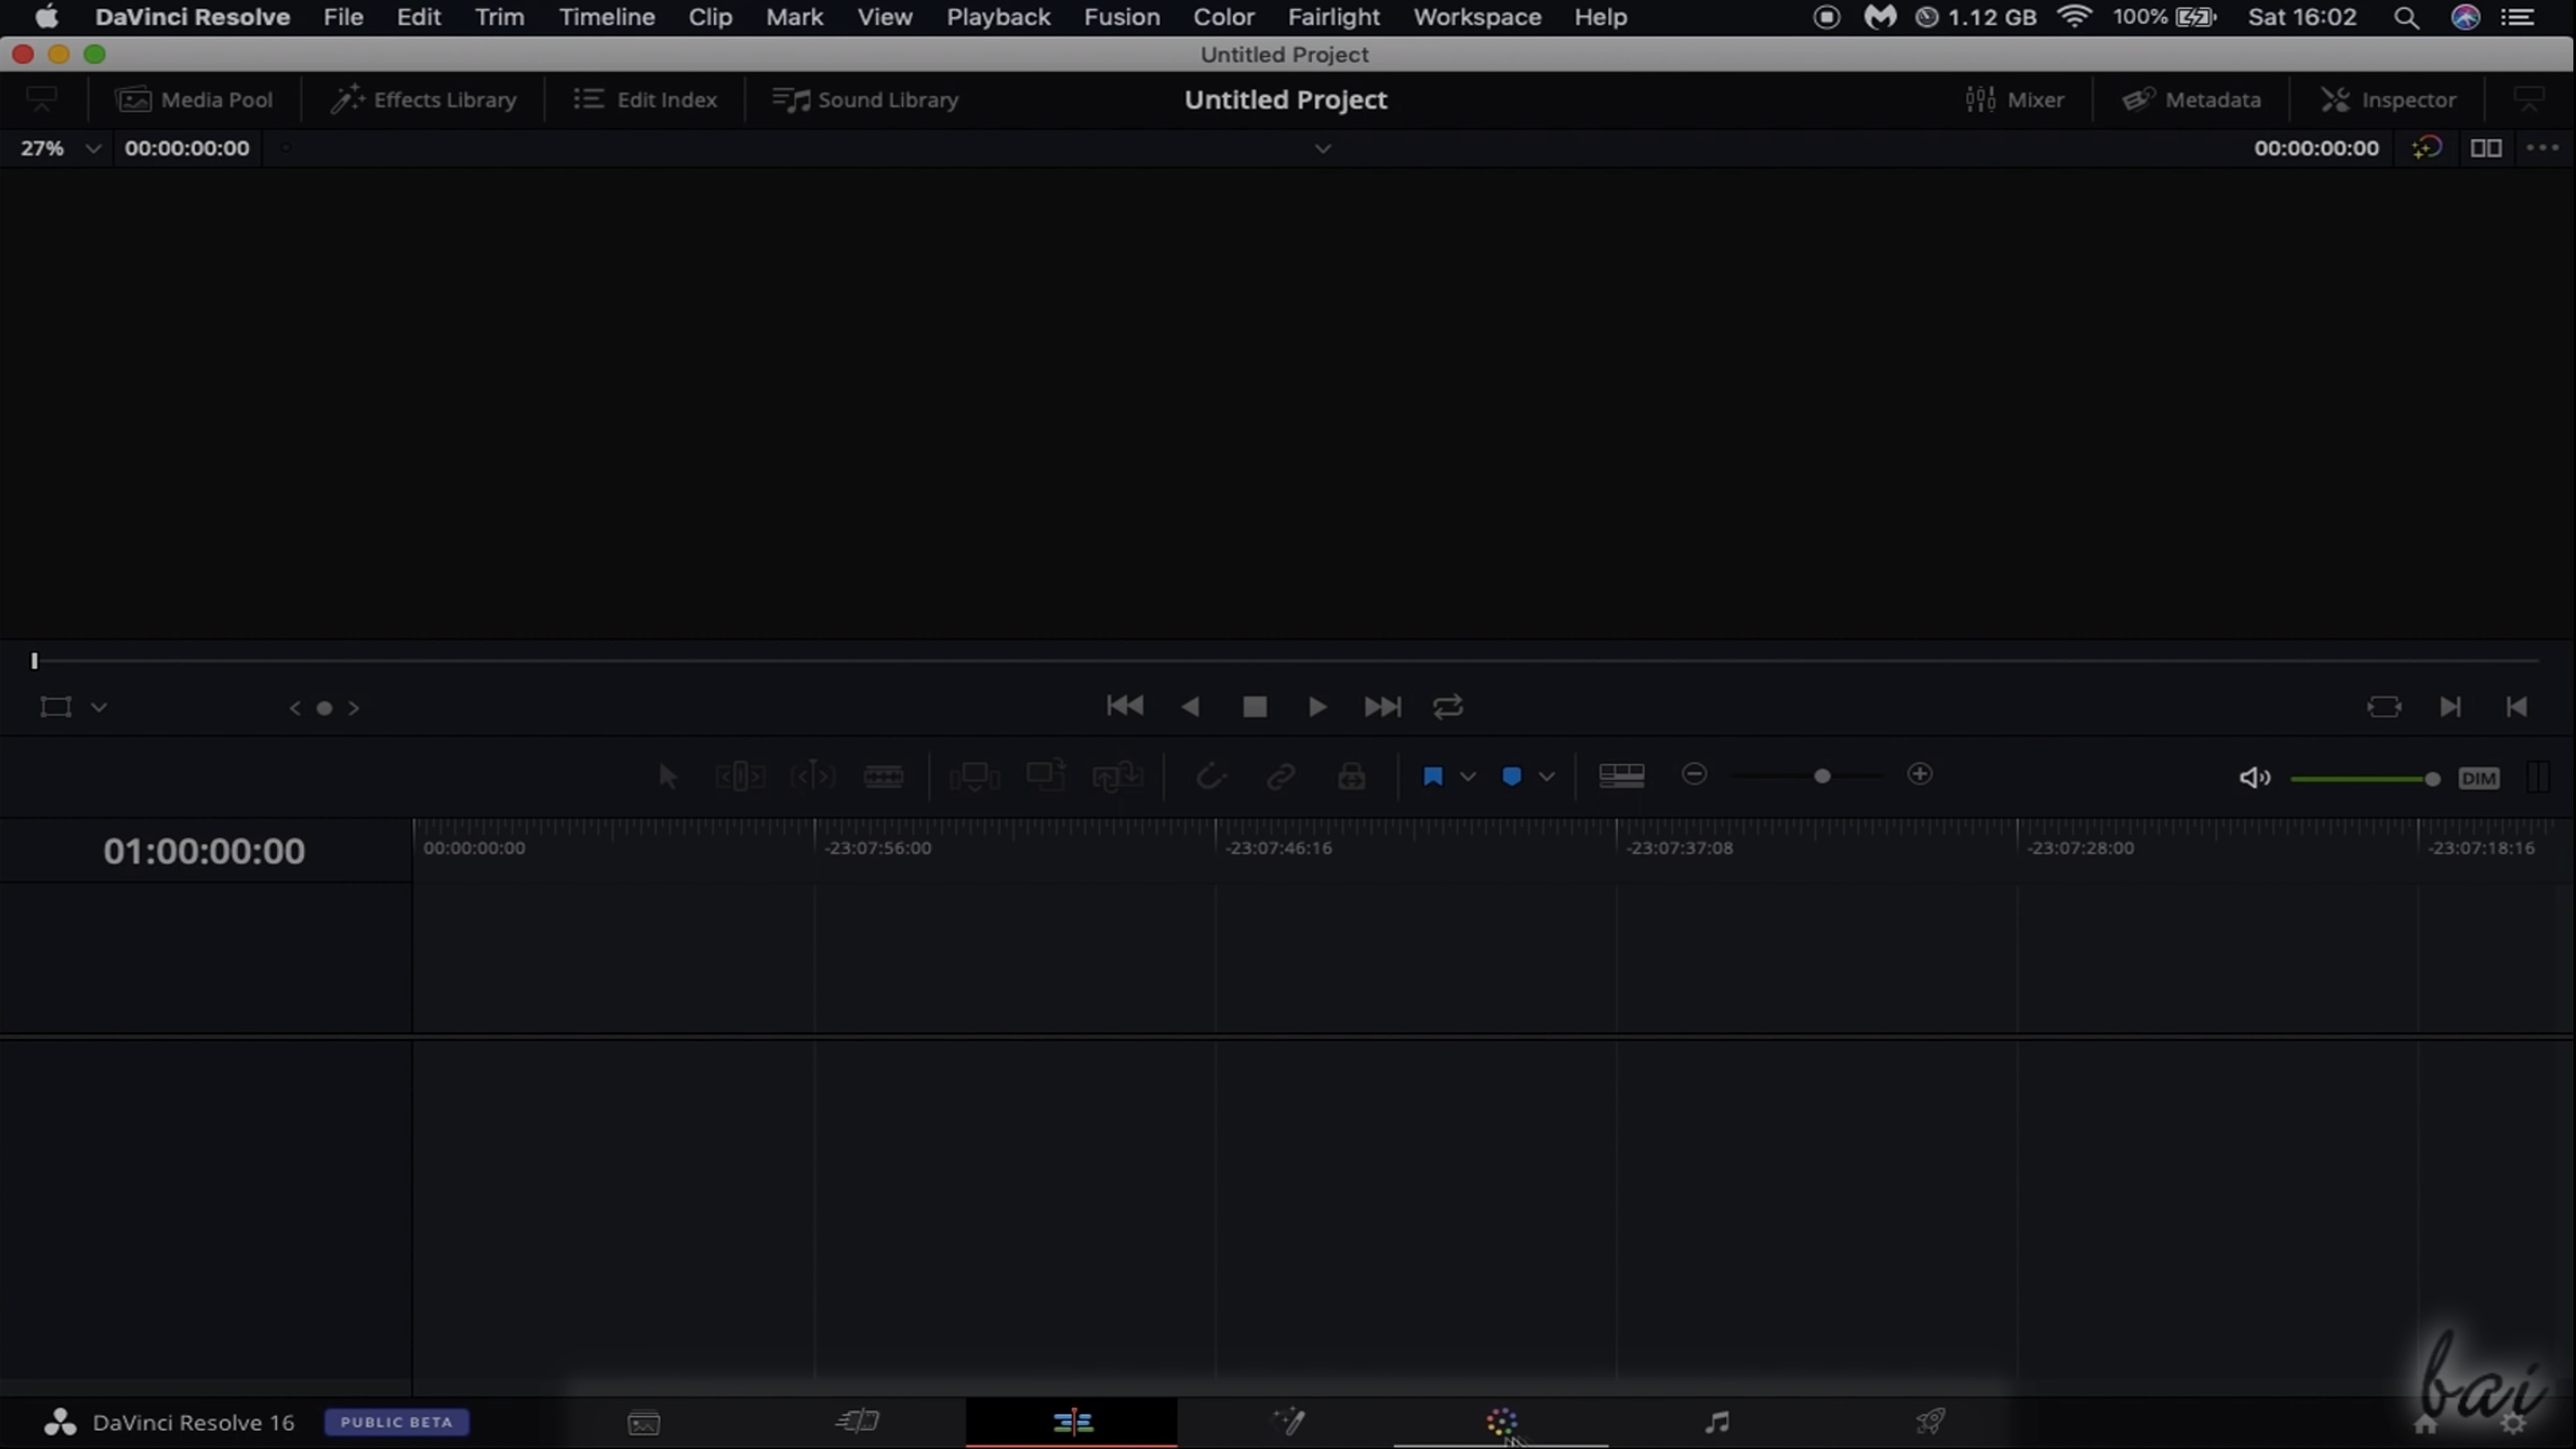 DaVinci Resolve File Edit Trim Timeline Clip Mark View Playback Fusion Color Fairlight Workspace Help 1.12 GB 100% Sat 16:02
Untitled Project
Media Pool Effects Library Edit Index Sound Library Untitled Project Mixer Metadata Inspector
27% 00:00:00:00 00:00:00:00
DIM
01:00:00:00 00:00:00:00 -23:07:56:00 -23:07:46:16 -23:07:37:08 -23:07:28:00 -23:07:18:16
bai
DaVinci Resolve 16 PUBLIC BETA